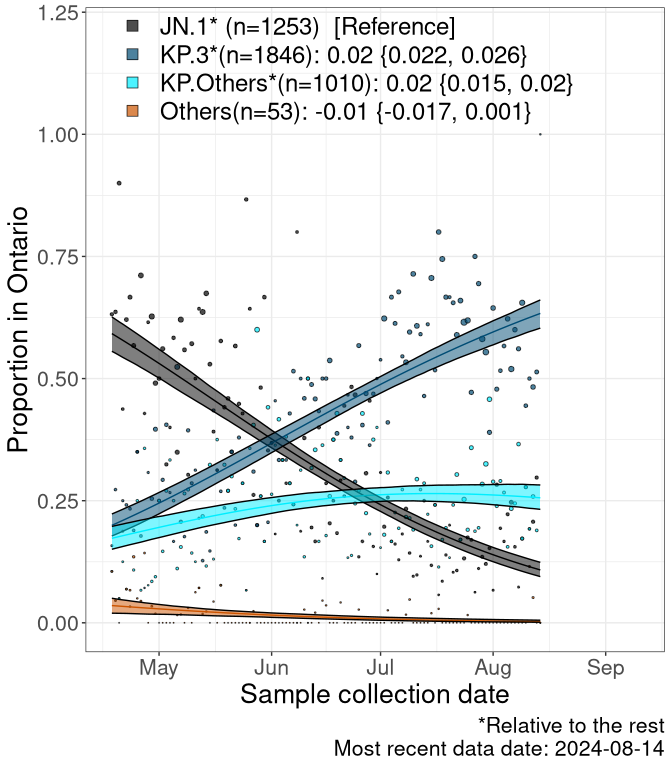 JN.1* (n=1253)  [Reference]
KP.3*(n=1846): 0.02 {0.022, 0.026}
KP.Others*(n=1010): 0.02 {0.015, 0.02}
Others(n=53): -0.01 {-0.017, 0.001}
1.25
1.00
0.75
0.50
0.25
0.00
Proportion in Ontario
May Jun Jul Aug Sep
Sample collection date
*Relative to the rest
Most recent data date: 2024-08-14